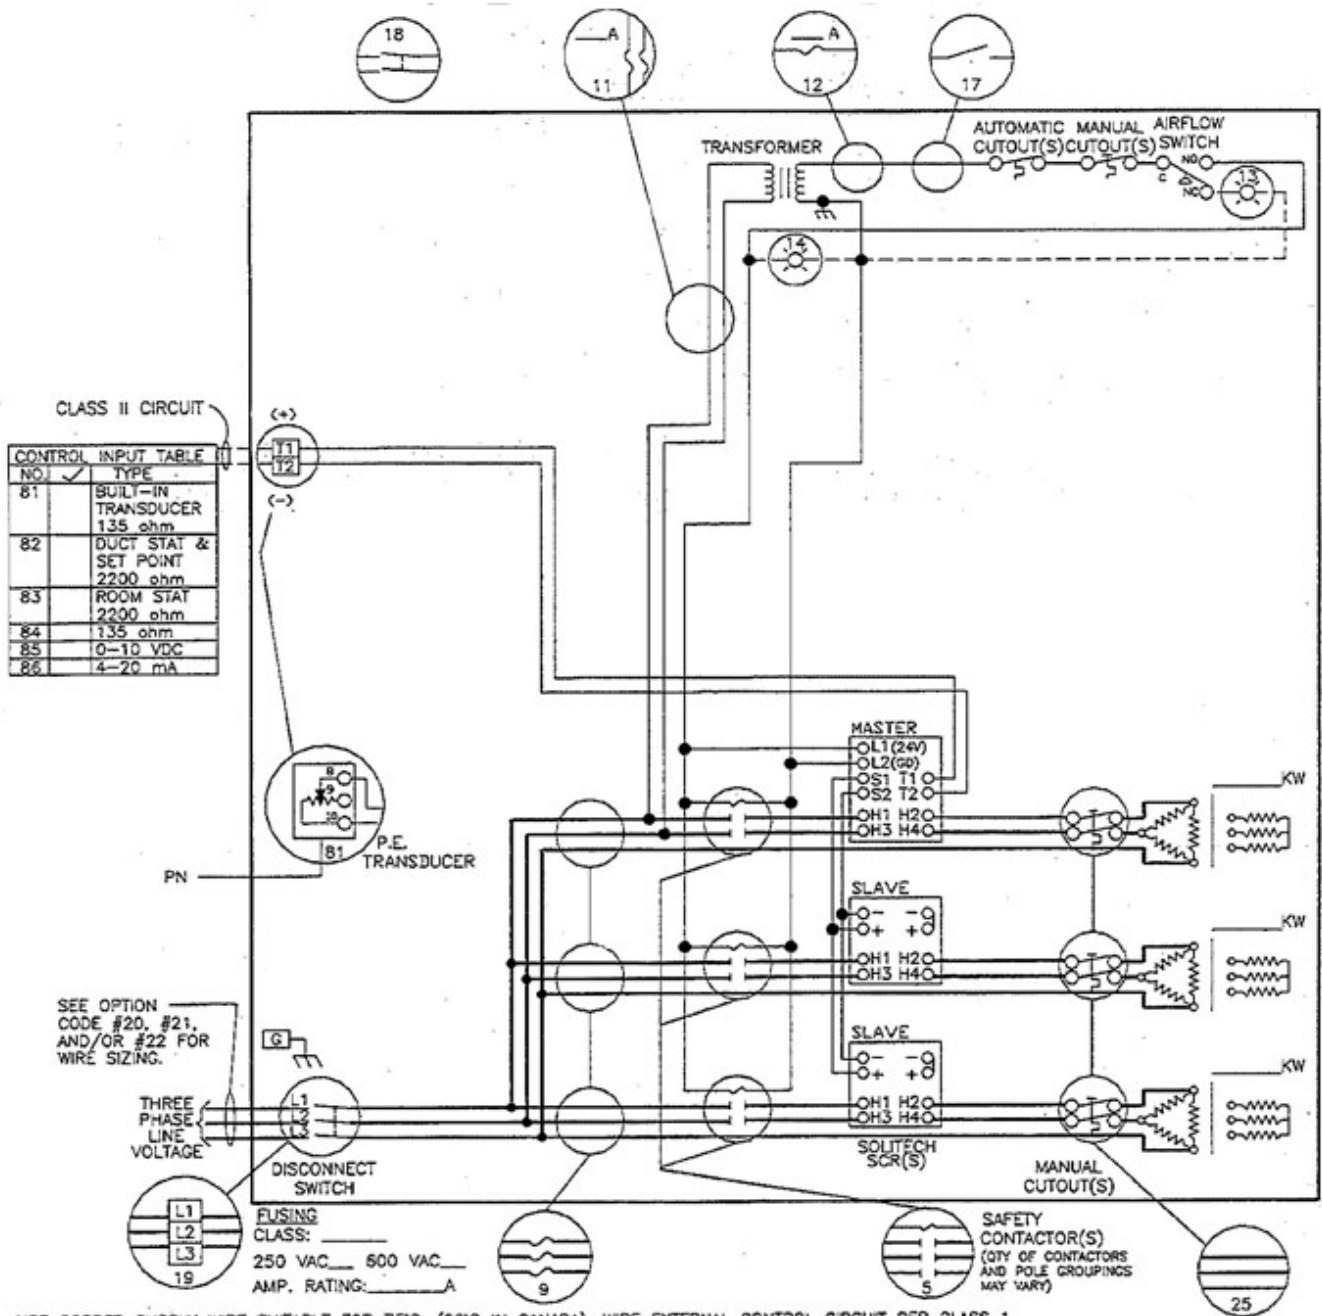 18
A
11
A
12
17
TRANSFORMER
AUTOMATIC CUTOUT(S)
MANUAL CUTOUT(S)
AIRFLOW SWITCH
NO
C
NC
13
14
CLASS II CIRCUIT
(+)
T1
T2
(-)
CONTROL INPUT TABLE
NO. ✓ TYPE
81 BUILT-IN
TRANSDUCER
135 ohm
82 DUCT STAT &
SET POINT
2200 ohm
83 ROOM STAT
2200 ohm
84 135 ohm
85 0-10 VDC
86 4-20 mA
MASTER
L1(24V)
L2(GD)
S1 T1
S2 T2
H1 H2
H3 H4
KW
8
9
10
81
P.E.
TRANSDUCER
PN
SLAVE
- -
+ +
H1 H2
H3 H4
KW
SEE OPTION
CODE #20, #21,
AND/OR #22 FOR
WIRE SIZING.
G
SLAVE
- -
+ +
H1 H2
H3 H4
KW
THREE
PHASE
LINE
VOLTAGE
L1
L2
L3
DISCONNECT
SWITCH
SOLITECH
SCR(S)
MANUAL
CUTOUT(S)
L1
L2
L3
19
FUSING
CLASS:
250 VAC__ 600 VAC__
AMP. RATING:________A
9
5
SAFETY
CONTACTOR(S)
(QTY OF CONTACTORS
AND POLE GROUPINGS
MAY VARY)
25